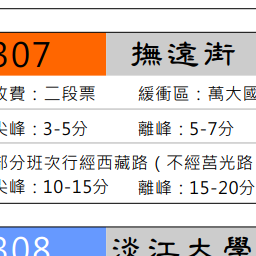 307 撫遠街
收費：二段票 緩衝區：萬大國
尖峰：3-5分 離峰：5-7分
部分班次行經西藏路（不經莒光路
尖峰：10-15分 離峰：15-20分
308 淡江大學